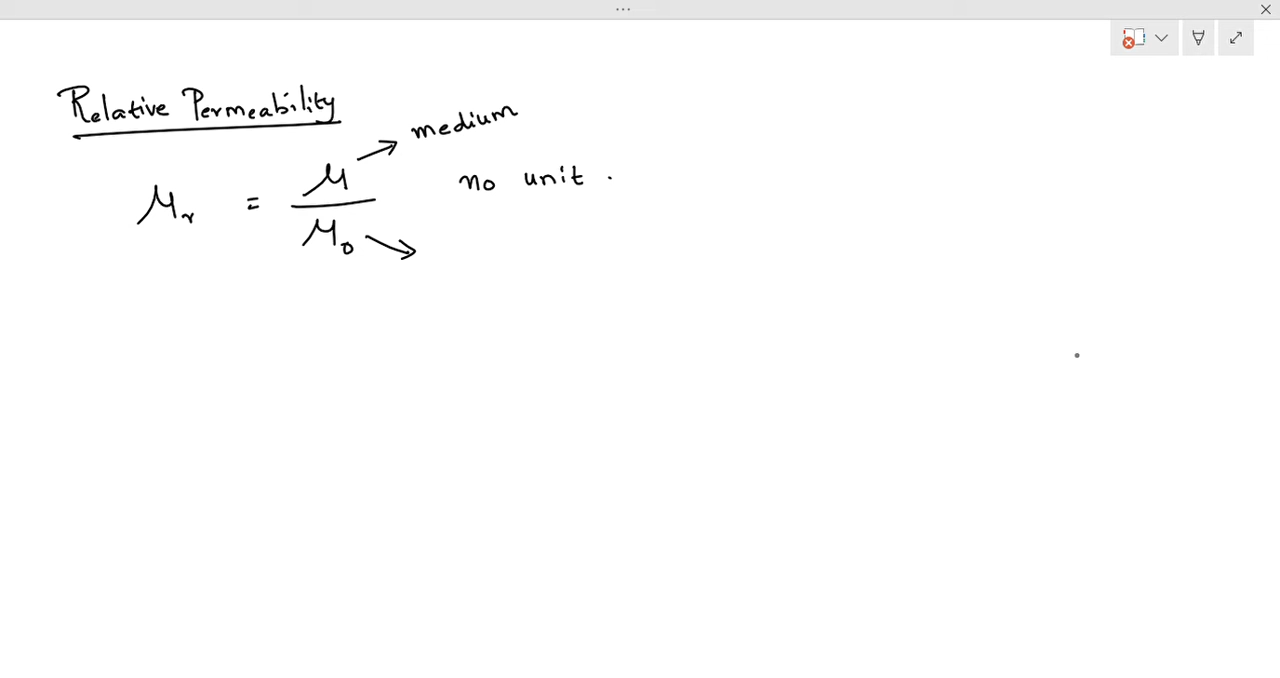 Relative Permeability
→ medium
μᵣ = μ / μ₀ →
no unit .